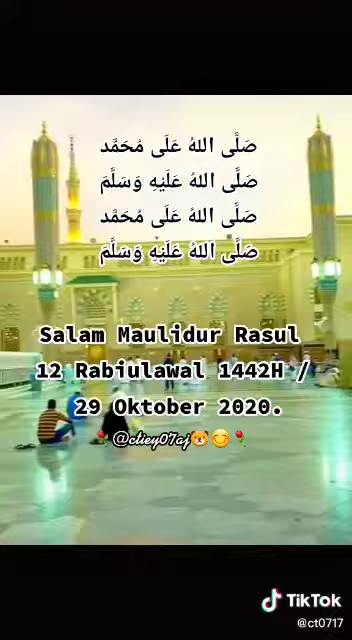 صَلَّى اللهُ عَلَى مُحَمَّد
صَلَّى اللهُ عَلَيْهِ وَسَلَّمَ
صَلَّى اللهُ عَلَى مُحَمَّد
صَلَّى اللهُ عَلَيْهِ وَسَلَّمَ
Salam Maulidur Rasul
12 Rabiulawal 1442H /
29 Oktober 2020.
🌹@ctiey07aj🐹😊🌹
TikTok
@ct0717